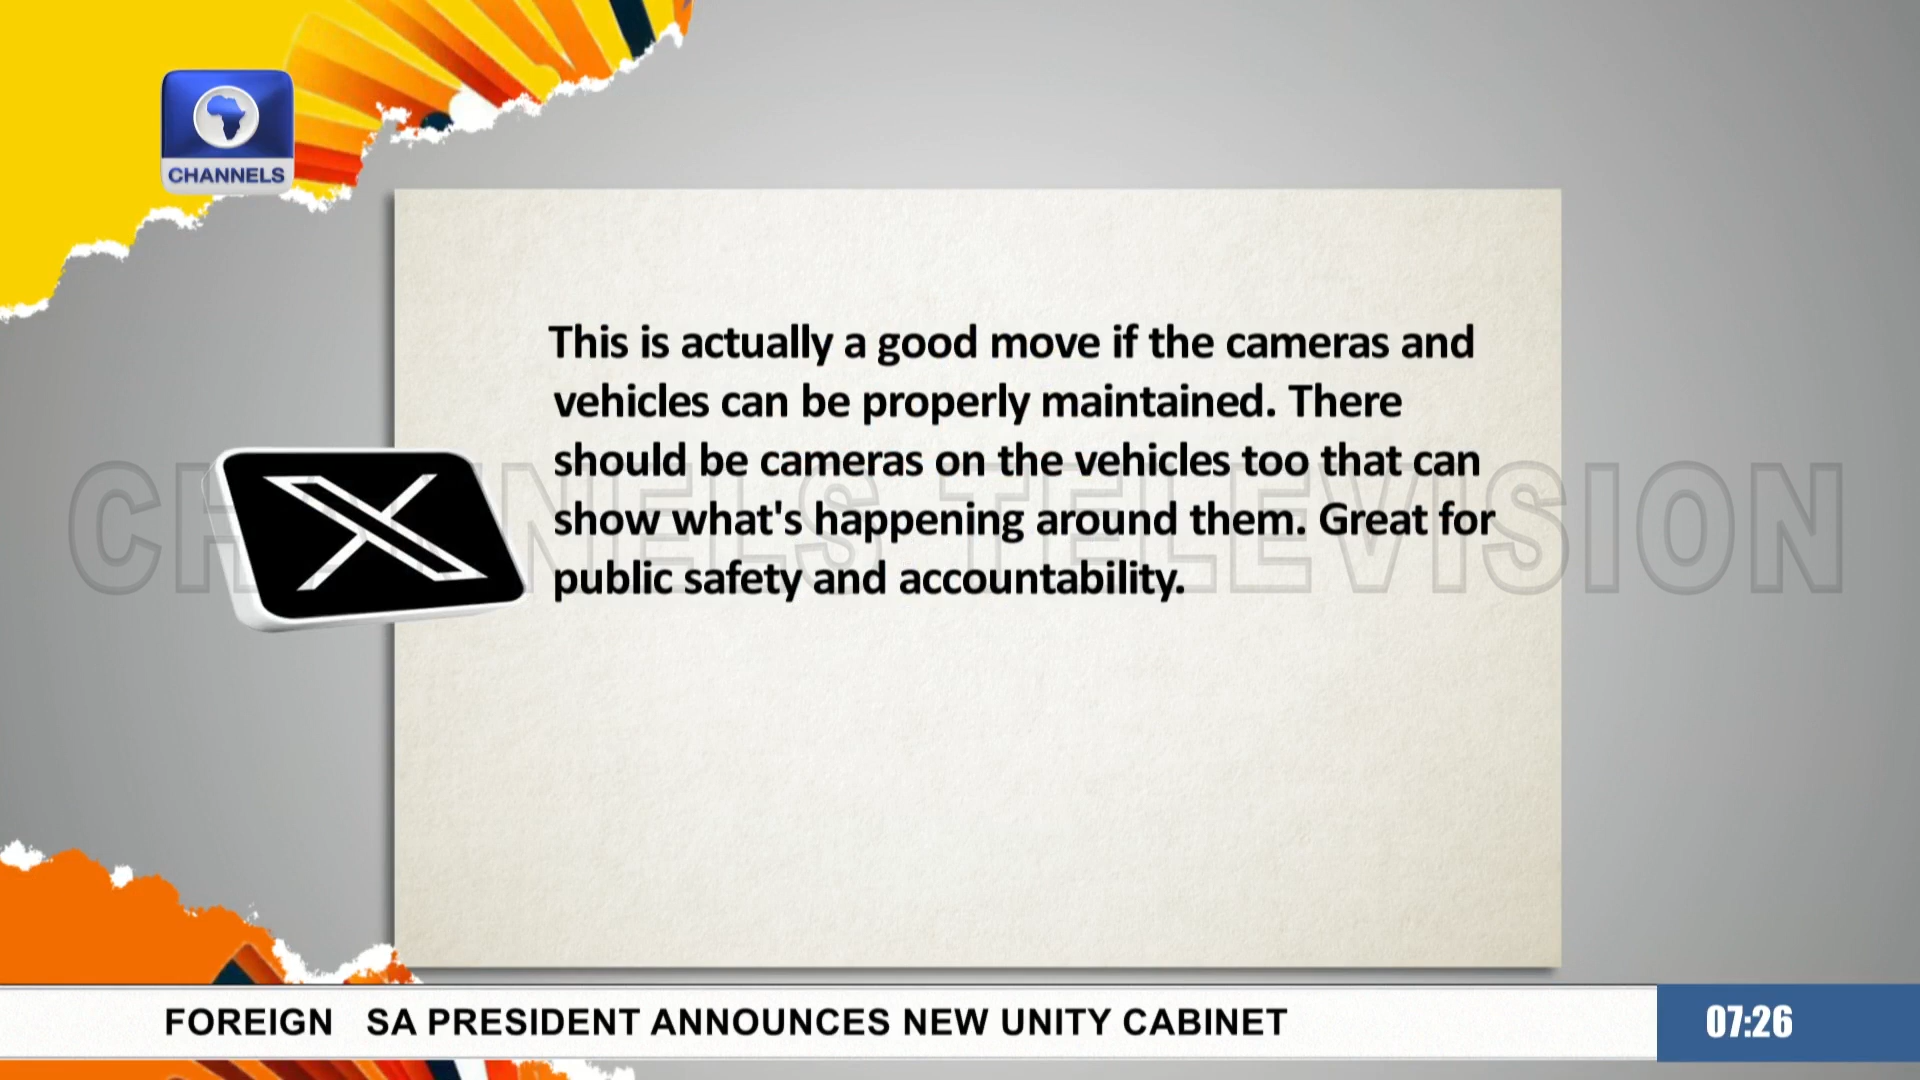 CHANNELS
This is actually a good move if the cameras and
vehicles can be properly maintained. There
should be cameras on the vehicles too that can
show what's happening around them. Great for
public safety and accountability.
CHANNELS TELEVISION
FOREIGN SA PRESIDENT ANNOUNCES NEW UNITY CABINET
07:26